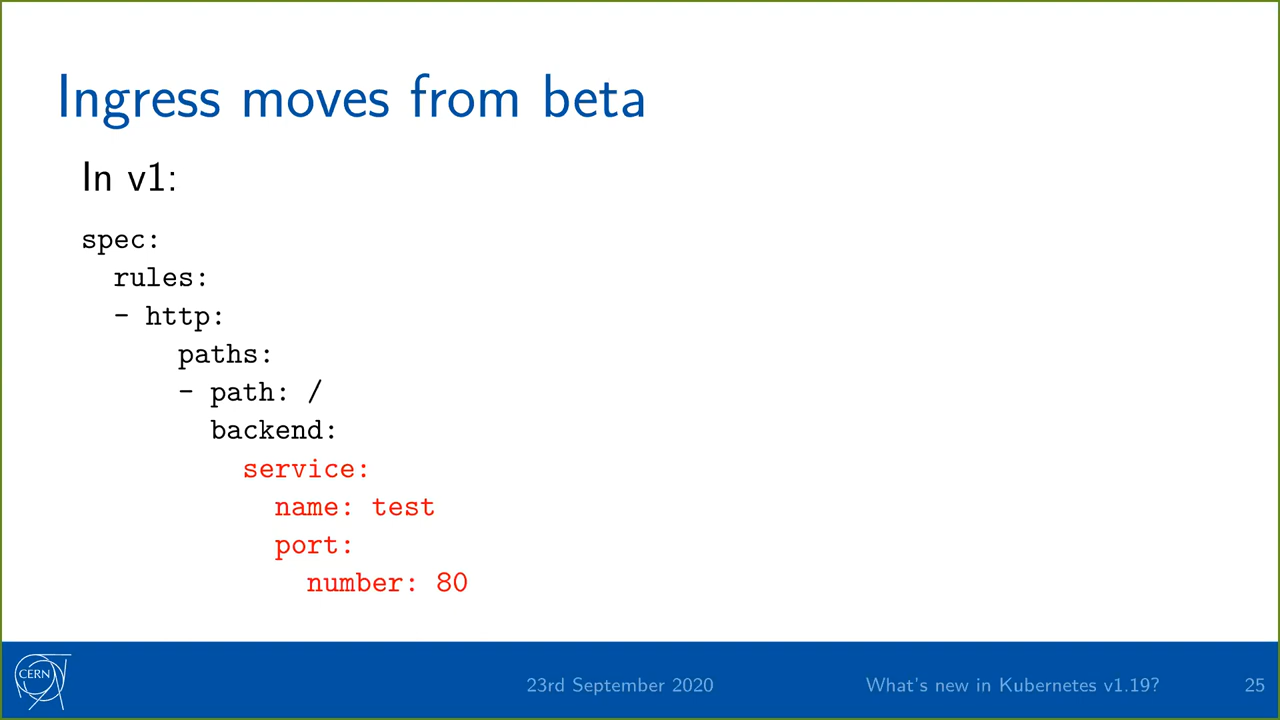 Ingress moves from beta
In v1:
spec:
  rules:
  - http:
      paths:
      - path: /
        backend:
          service:
            name: test
            port:
              number: 80
CERN
23rd September 2020
What's new in Kubernetes v1.19?
25